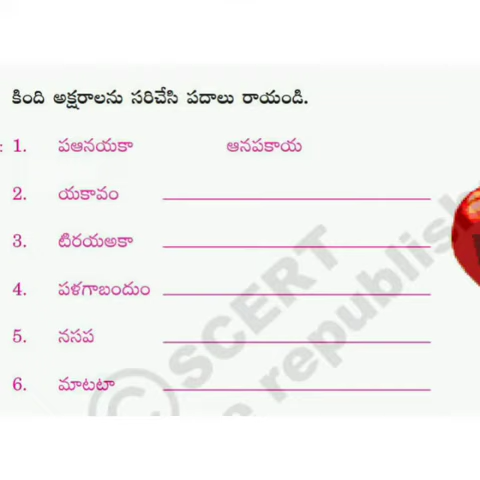 కింది అక్షరాలను సరిచేసి పదాలు రాయండి.
: 1. పఆనయకా ఆనపకాయ
2. యకావం
3. టిరయఅకా
4. పళగాబందుం
5. నసప
6. మాటటా
© SCERT
republish